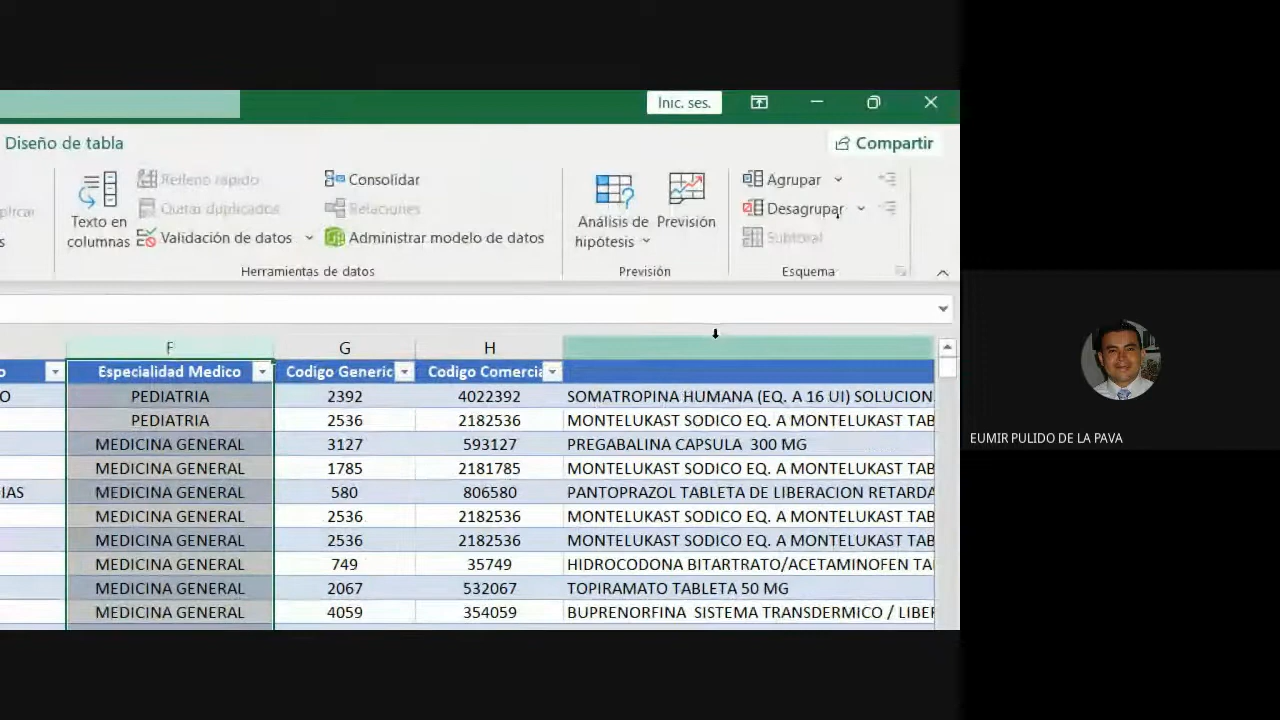 Inic. ses.
Diseño de tabla
Compartir
Relleno rápido
Consolidar
Agrupar
Quitar duplicados
Relaciones
Desagrupar
Texto en
columnas
Validación de datos
Administrar modelo de datos
Análisis de
hipótesis
Previsión
Subtotal
Herramientas de datos
Previsión
Esquema
F G H
o Especialidad Medico Codigo Generic Codigo Comercia
O PEDIATRIA 2392 4022392 SOMATROPINA HUMANA (EQ. A 16 UI) SOLUCION
PEDIATRIA 2536 2182536 MONTELUKAST SODICO EQ. A MONTELUKAST TAB
MEDICINA GENERAL 3127 593127 PREGABALINA CAPSULA 300 MG
MEDICINA GENERAL 1785 2181785 MONTELUKAST SODICO EQ. A MONTELUKAST TAB
IAS MEDICINA GENERAL 580 806580 PANTOPRAZOL TABLETA DE LIBERACION RETARDA
MEDICINA GENERAL 2536 2182536 MONTELUKAST SODICO EQ. A MONTELUKAST TAB
MEDICINA GENERAL 2536 2182536 MONTELUKAST SODICO EQ. A MONTELUKAST TAB
MEDICINA GENERAL 749 35749 HIDROCODONA BITARTRATO/ACETAMINOFEN TA
MEDICINA GENERAL 2067 532067 TOPIRAMATO TABLETA 50 MG
MEDICINA GENERAL 4059 354059 BUPRENORFINA SISTEMA TRANSDERMICO / LIBER
EUMIR PULIDO DE LA PAVA